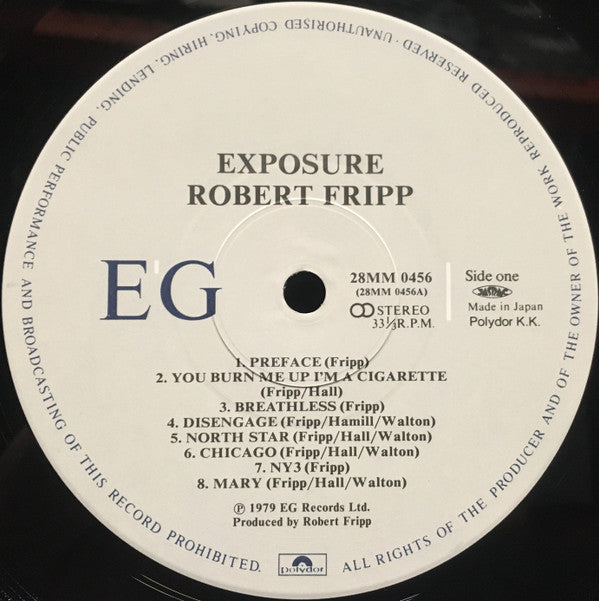 ALL RIGHTS OF THE PRODUCER AND OF THE OWNER OF THE WORK REPRODUCED RESERVED · UNAUTHORISED COPYING, HIRING, LENDING, PUBLIC PERFORMANCE AND BROADCASTING OF THIS RECORD PROHIBITED.
EXPOSURE
ROBERT FRIPP
E'G
28MM 0456
(28MM 0456A)
STEREO
33⅓R.P.M.
Side one
JASRAC
Made in Japan
Polydor K.K.
1. PREFACE (Fripp)
2. YOU BURN ME UP I'M A CIGARETTE
(Fripp/Hall)
3. BREATHLESS (Fripp)
4. DISENGAGE (Fripp/Hamill/Walton)
5. NORTH STAR (Fripp/Hall/Walton)
6. CHICAGO (Fripp/Hall/Walton)
7. NY3 (Fripp)
8. MARY (Fripp/Hall/Walton)
Ⓟ 1979 EG Records Ltd.
Produced by Robert Fripp
polydor